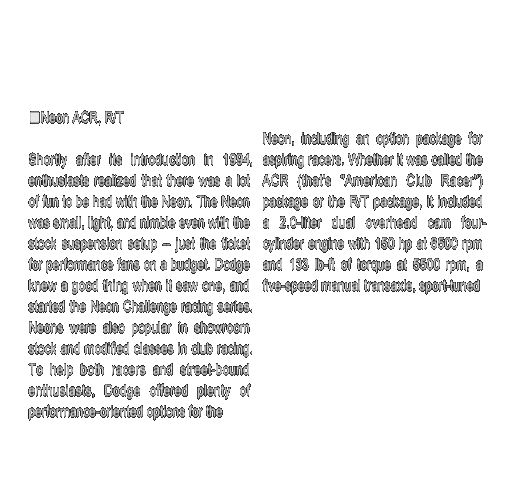 Neon ACR, R/T
Shortly after its introduction in 1994,
enthusiasts realized that there was a lot
of fun to be had with the Neon. The Neon
was small, light, and nimble even with the
stock suspension setup – just the ticket
for performance fans on a budget. Dodge
knew a good thing when it saw one, and
started the Neon Challenge racing series.
Neons were also popular in showroom
stock and modified classes in club racing.
To help both racers and street-bound
enthusiasts, Dodge offered plenty of
performance-oriented options for the
Neon, including an option package for
aspiring racers. Whether it was called the
ACR (that's "American Club Racer")
package or the R/T package, it included
a 2.0-liter dual overhead cam four-
cylinder engine with 150 hp at 6500 rpm
and 133 lb-ft of torque at 5500 rpm, a
five-speed manual transaxle, sport-tuned